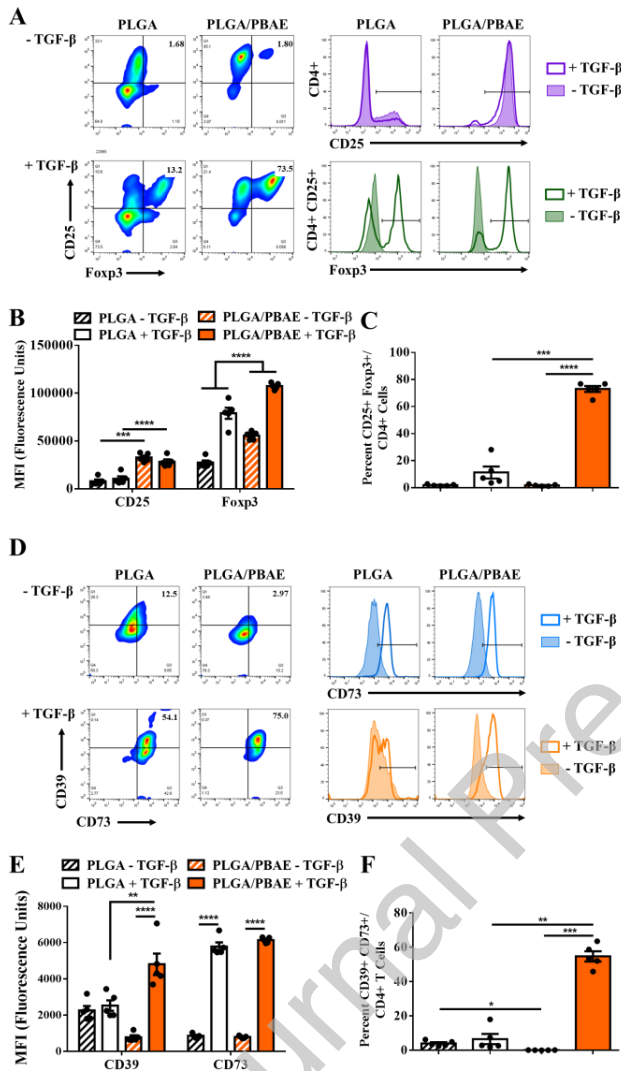 A
PLGA
PLGA/PBAE
PLGA
PLGA/PBAE
- TGF-β
1.68
1.80
CD4+
+ TGF-β
- TGF-β
CD25
+ TGF-β
13.2
73.5
CD25
CD4+ CD25+
+ TGF-β
- TGF-β
Foxp3
Foxp3
B
PLGA - TGF-β
PLGA/PBAE - TGF-β
PLGA + TGF-β
PLGA/PBAE + TGF-β
MFI (Fluorescence Units)
150000
100000
50000
0
***
****
****
CD25
Foxp3
C
Percent CD25+ Foxp3+/
CD4+ Cells
80
60
40
20
0
***
****
D
PLGA
PLGA/PBAE
PLGA
PLGA/PBAE
- TGF-β
12.5
2.97
+ TGF-β
- TGF-β
CD73
+ TGF-β
54.1
75.0
CD39
+ TGF-β
- TGF-β
CD73
CD39
E
PLGA - TGF-β
PLGA/PBAE - TGF-β
PLGA + TGF-β
PLGA/PBAE + TGF-β
MFI (Fluorescence Units)
8000
6000
4000
2000
0
**
****
****
****
CD39
CD73
F
Percent CD39+ CD73+/
CD4+ T Cells
60
40
20
0
**
***
*
urnal Pre